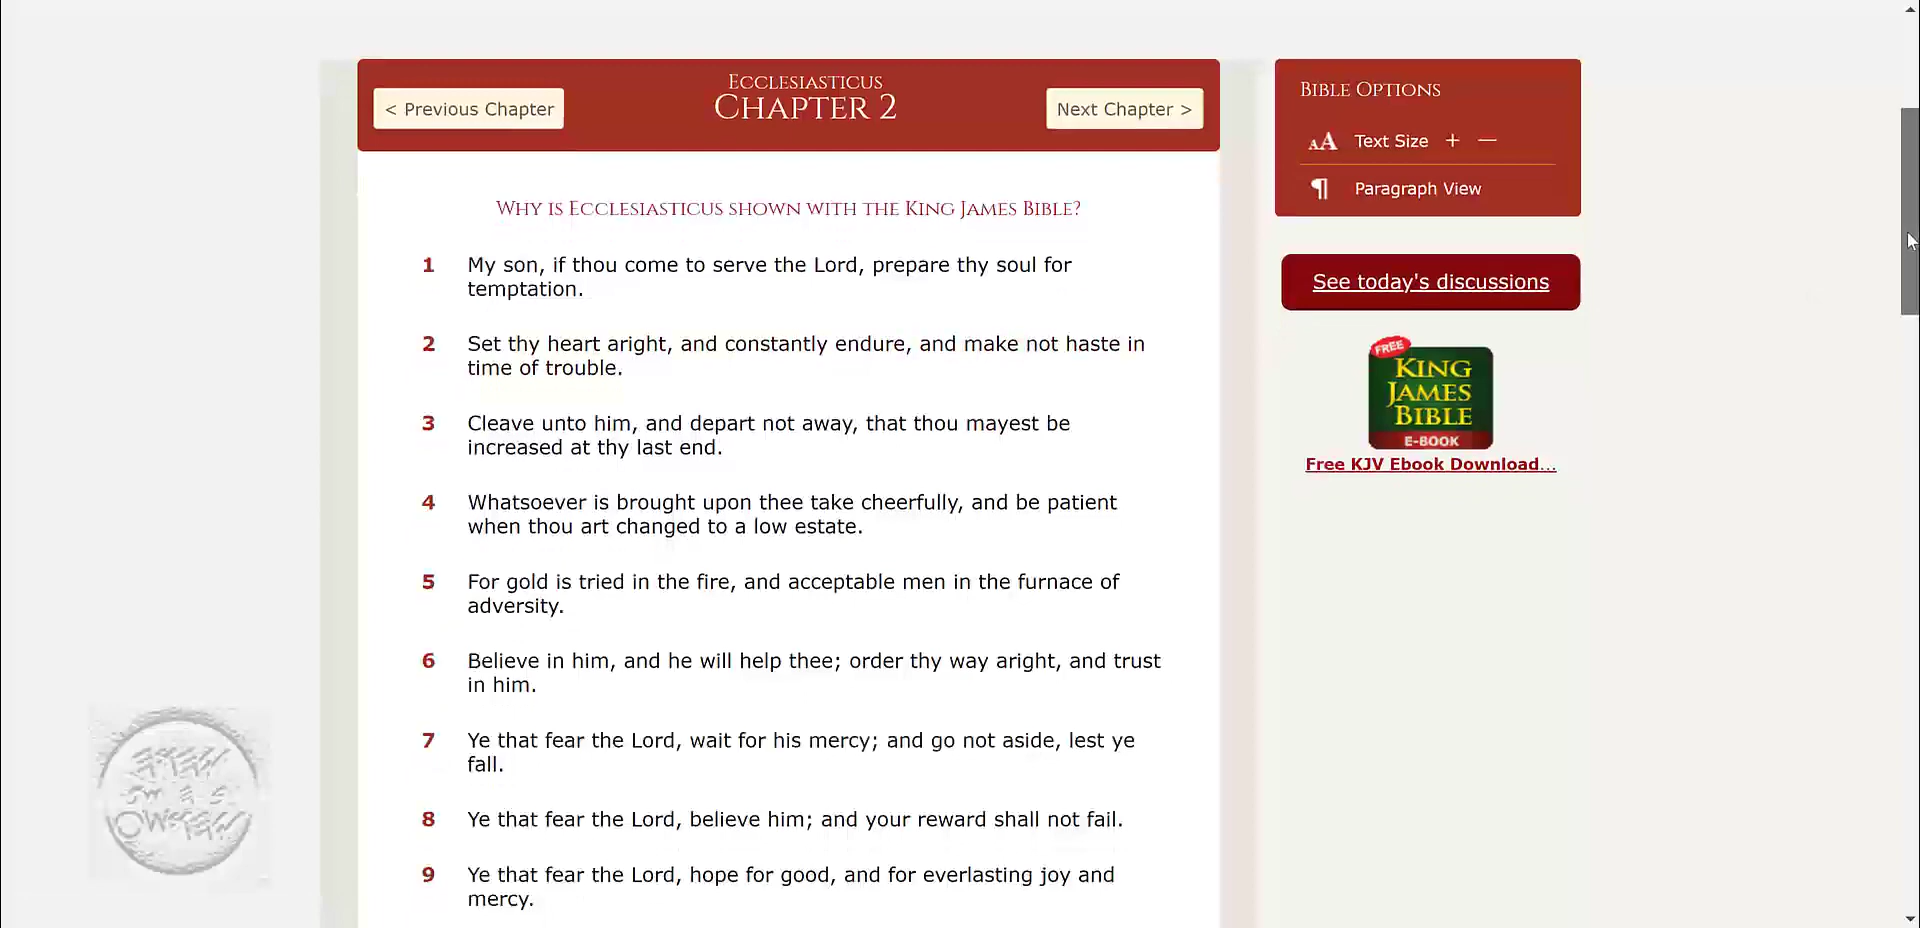 Ecclesiasticus
Chapter 2
< Previous Chapter
Next Chapter >
Why is Ecclesiasticus shown with the King James Bible?
1 My son, if thou come to serve the Lord, prepare thy soul for
temptation.
2 Set thy heart aright, and constantly endure, and make not haste in
time of trouble.
3 Cleave unto him, and depart not away, that thou mayest be
increased at thy last end.
4 Whatsoever is brought upon thee take cheerfully, and be patient
when thou art changed to a low estate.
5 For gold is tried in the fire, and acceptable men in the furnace of
adversity.
6 Believe in him, and he will help thee; order thy way aright, and trust
in him.
7 Ye that fear the Lord, wait for his mercy; and go not aside, lest ye
fall.
8 Ye that fear the Lord, believe him; and your reward shall not fail.
9 Ye that fear the Lord, hope for good, and for everlasting joy and
mercy.
Bible Options
AA Text Size + —
¶ Paragraph View
See today's discussions
FREE
KING
JAMES
BIBLE
E-BOOK
Free KJV Ebook Download...